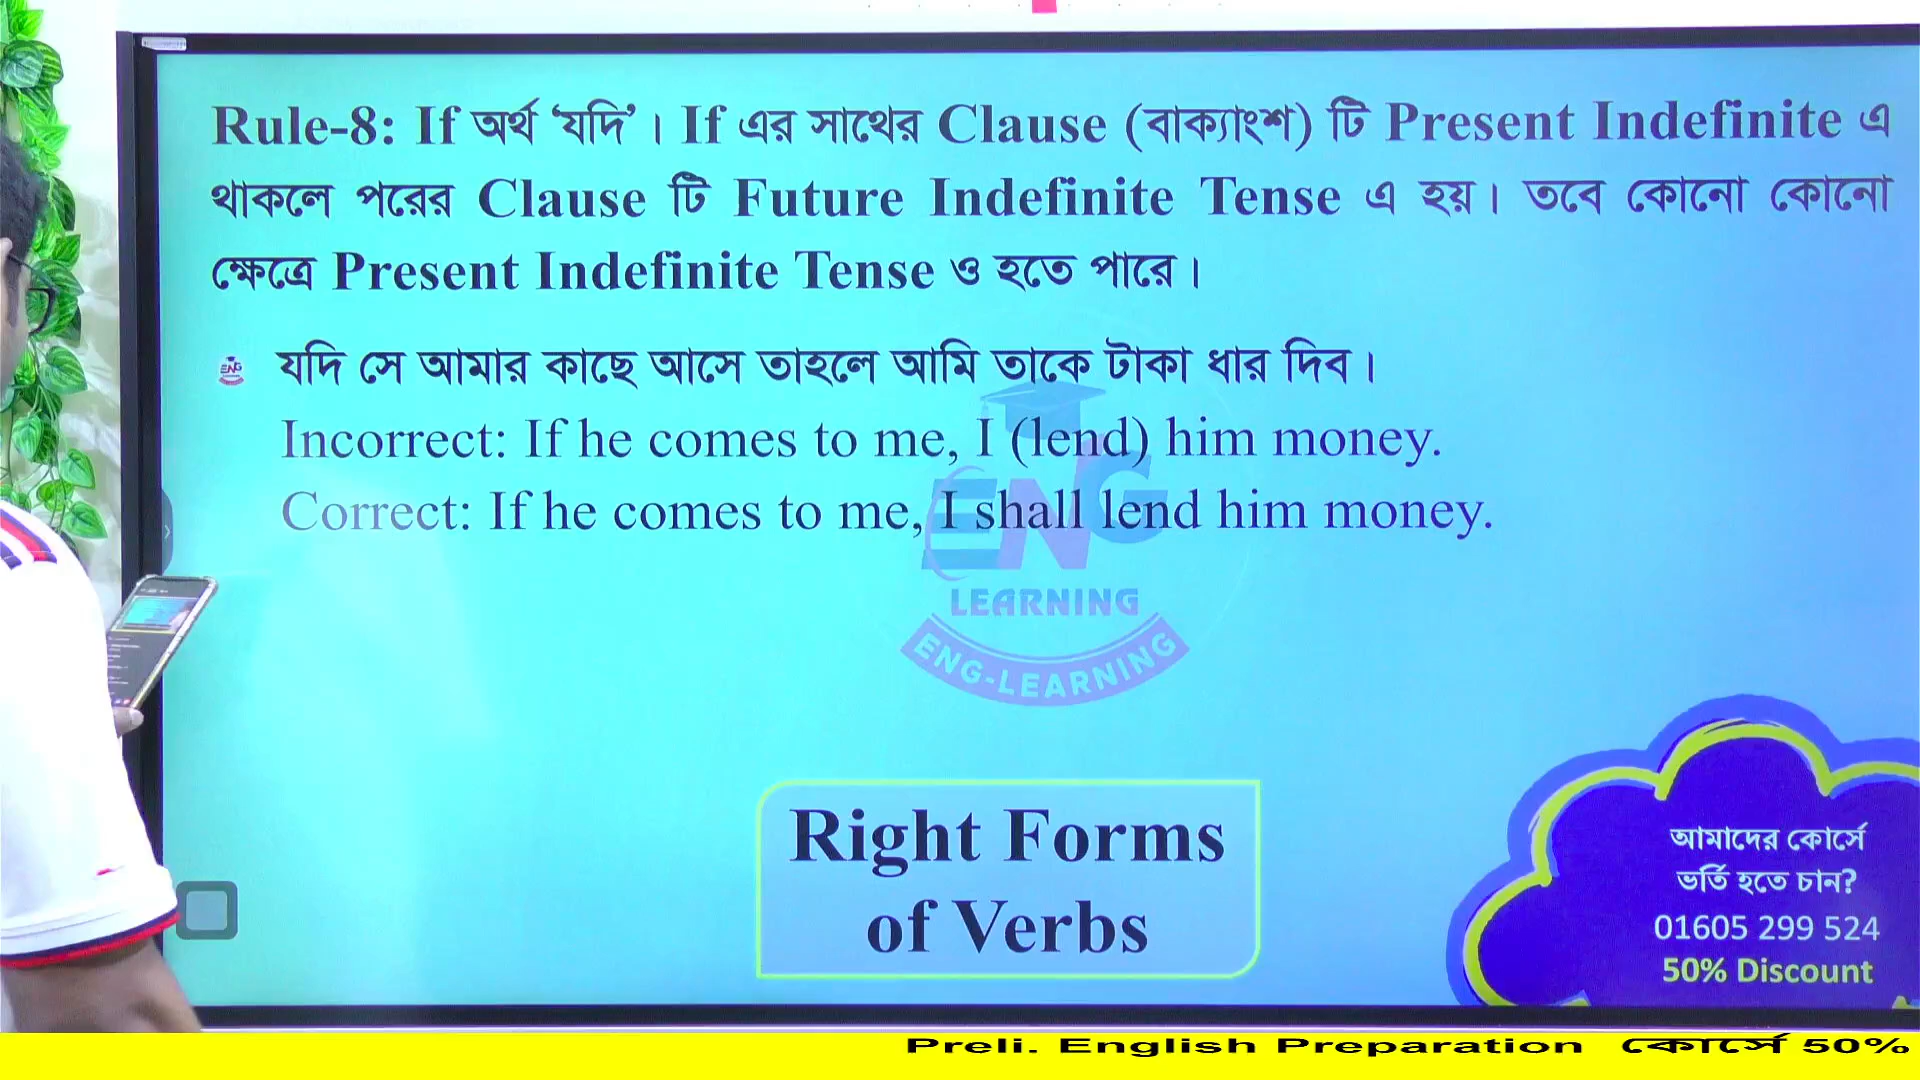 Rule-8: If অর্থ ‘যদি’। If এর সাথের Clause (বাক্যাংশ) টি Present Indefinite এ
থাকলে পরের Clause টি Future Indefinite Tense এ হয়। তবে কোনো কোনো
ক্ষেত্রে Present Indefinite Tense ও হতে পারে।
ENG
যদি সে আমার কাছে আসে তাহলে আমি তাকে টাকা ধার দিব।
Incorrect: If he comes to me, I (lend) him money.
Correct: If he comes to me, I shall lend him money.
ENG
LEARNING
ENG-LEARNING
Right Forms
of Verbs
আমাদের কোর্সে
ভর্তি হতে চান?
01605 299 524
50% Discount
Preli. English Preparation কোর্সে 50%